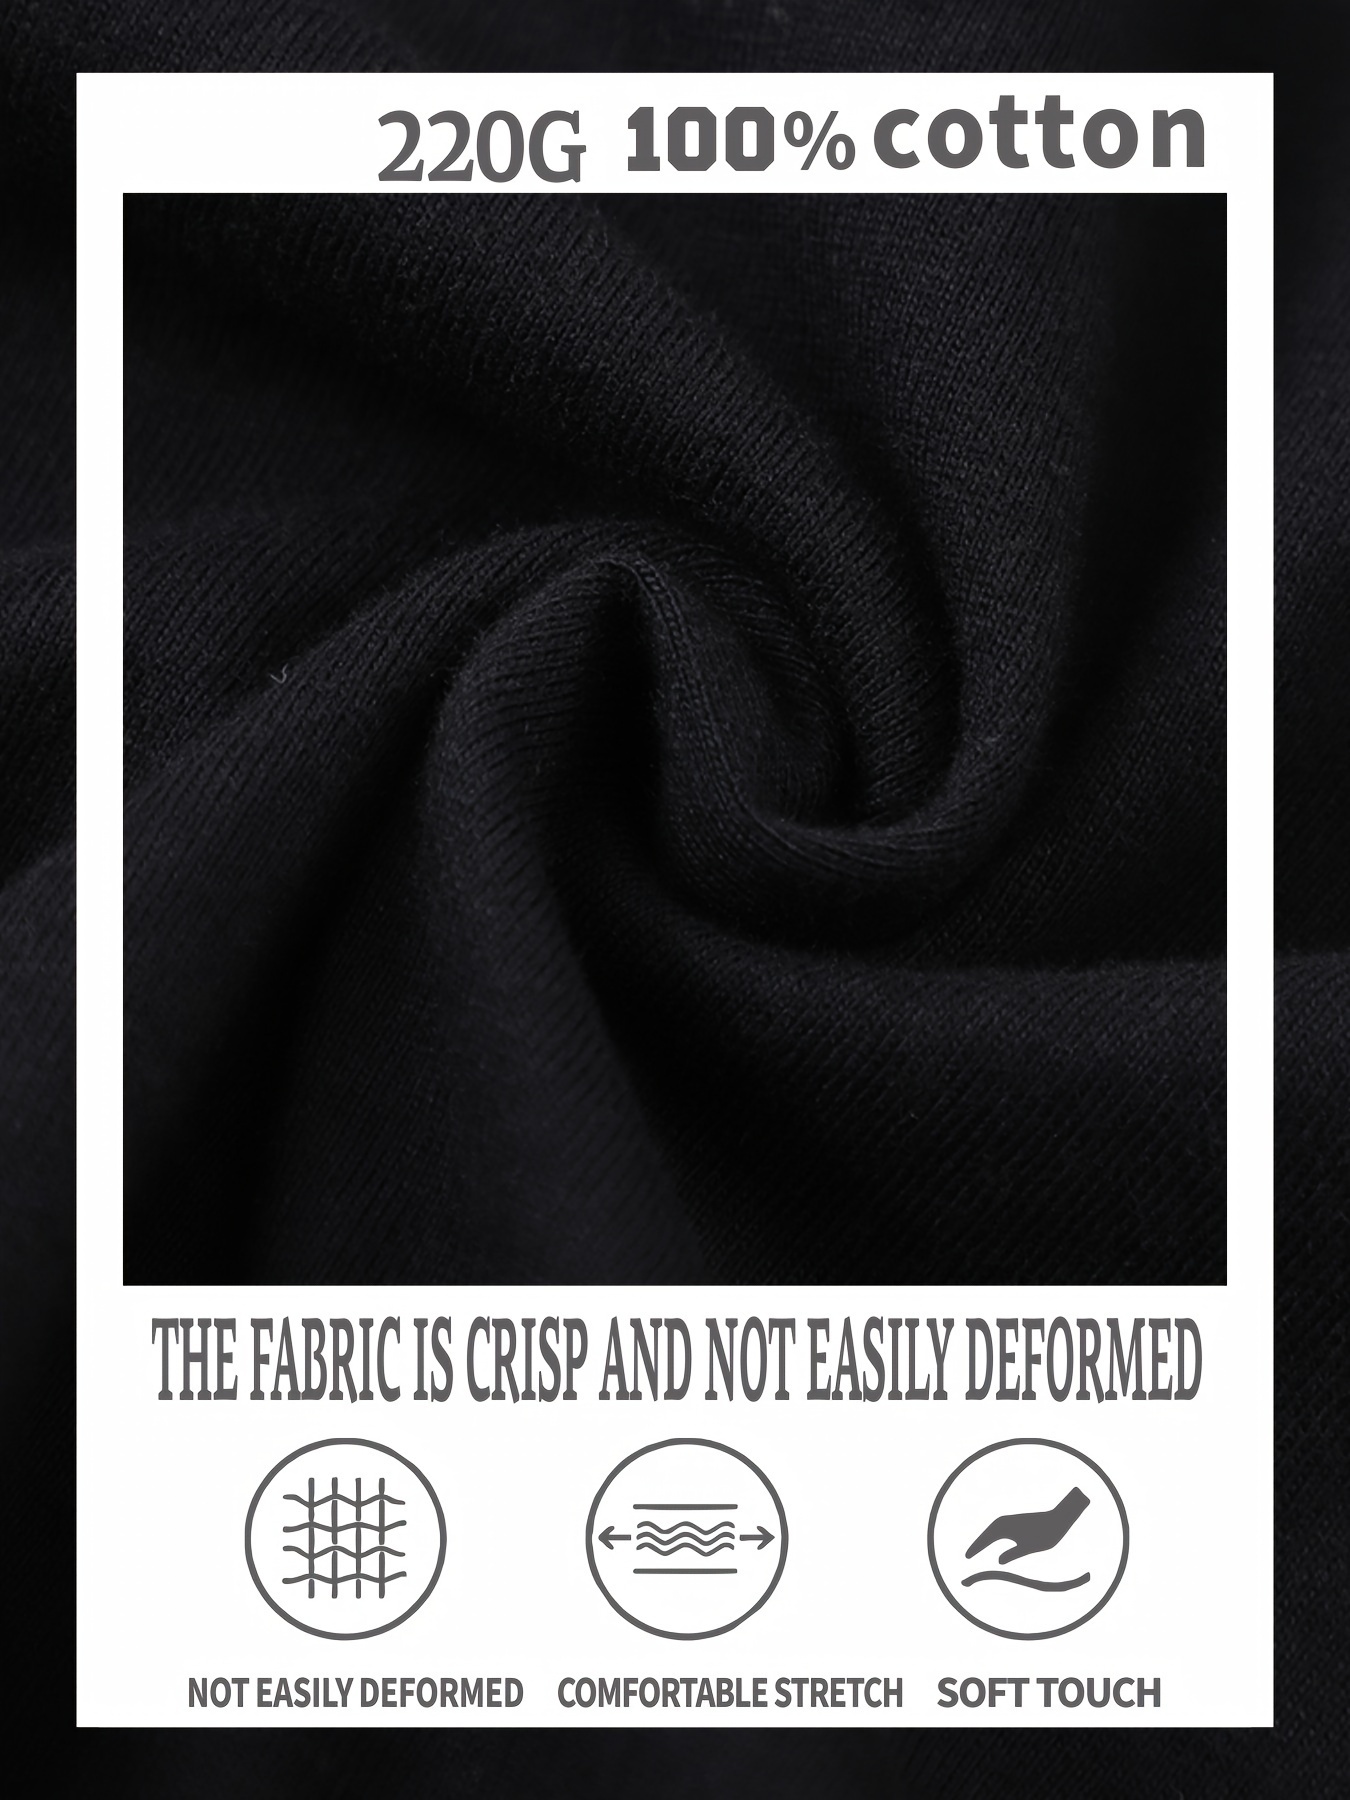 220G 100% cotton
THE FABRIC IS CRISP AND NOT EASILY DEFORMED
NOT EASILY DEFORMED COMFORTABLE STRETCH SOFT TOUCH